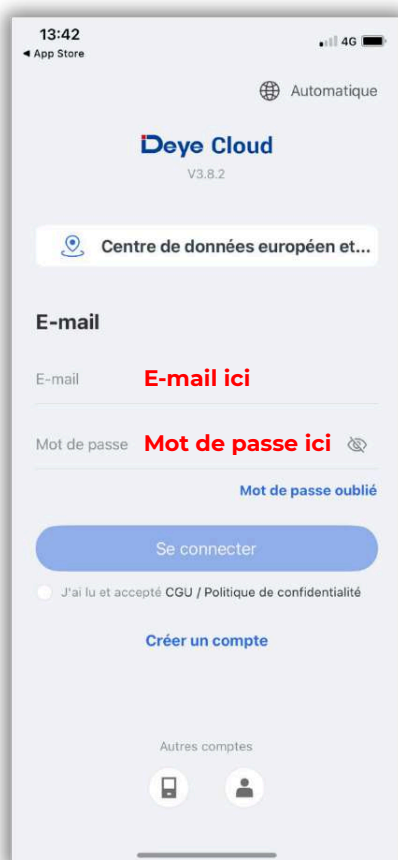 13:42
4G
◀ App Store
Automatique
Deye Cloud
V3.8.2
Centre de données européen et...
E-mail
E-mail E-mail ici
Mot de passe Mot de passe ici
Mot de passe oublié
Se connecter
J'ai lu et accepté CGU / Politique de confidentialité
Créer un compte
Autres comptes